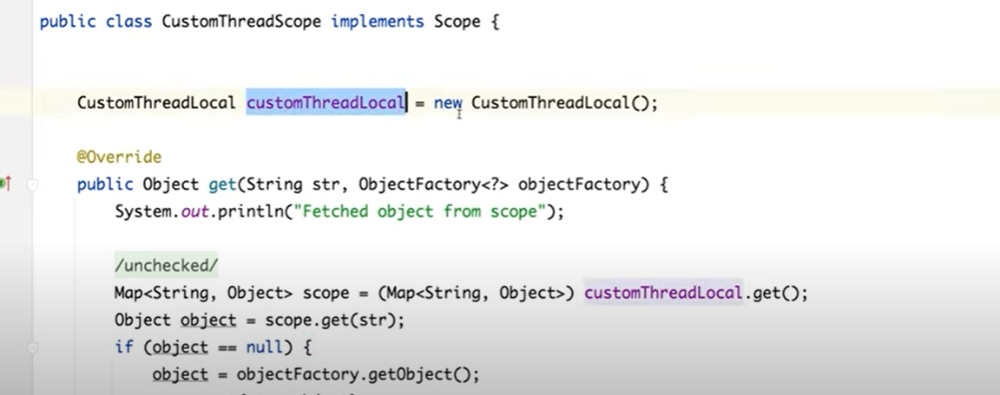 public class CustomThreadScope implements Scope {
CustomThreadLocal customThreadLocal = new CustomThreadLocal();
@Override
public Object get(String str, ObjectFactory<?> objectFactory) {
System.out.println("Fetched object from scope");
/unchecked/
Map<String, Object> scope = (Map<String, Object>) customThreadLocal.get();
Object object = scope.get(str);
if (object == null) {
object = objectFactory.getObject();